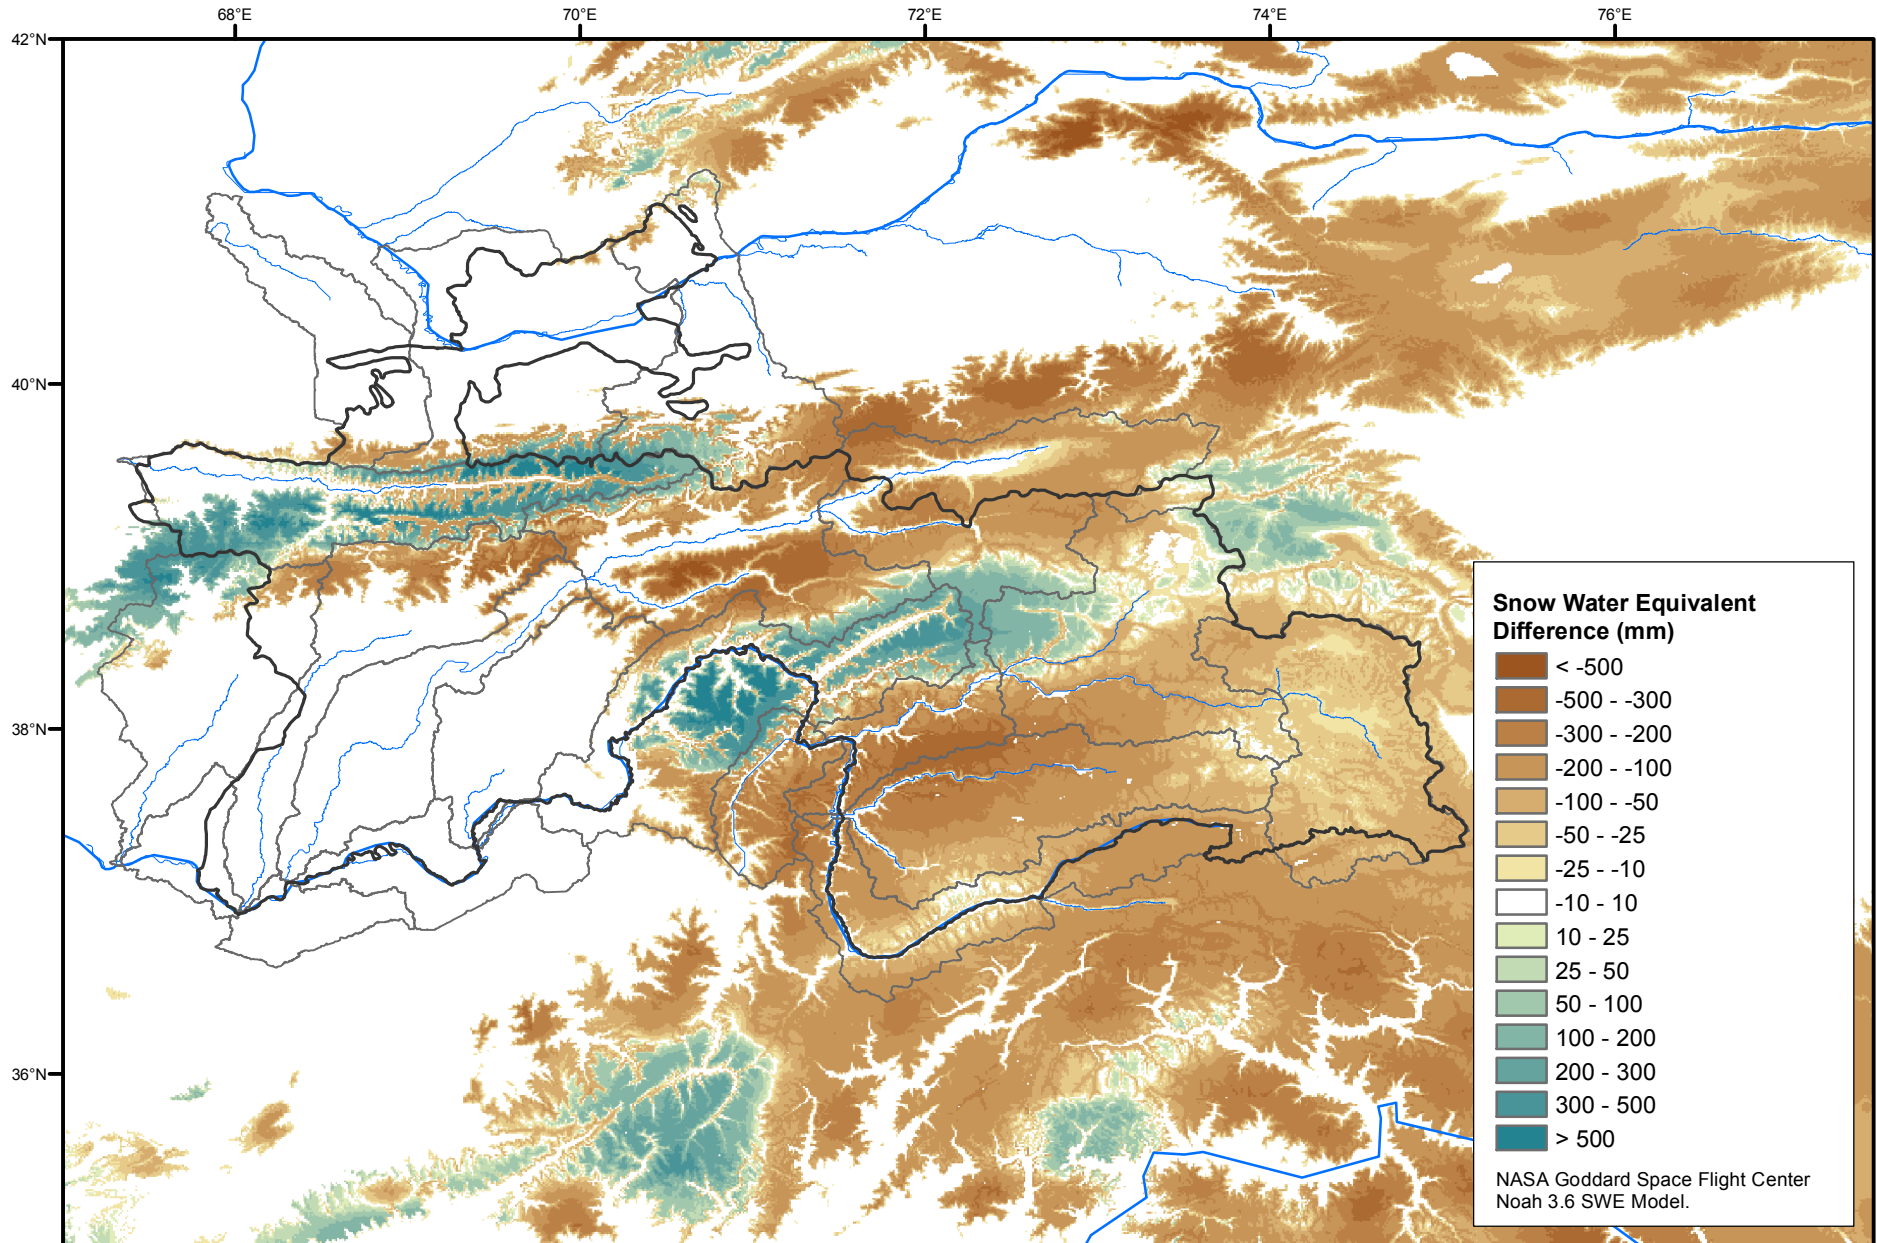 68°E 70°E 72°E 74°E 76°E
42°N
40°N
38°N
36°N
Snow Water Equivalent
Difference (mm)
< -500
-500 - -300
-300 - -200
-200 - -100
-100 - -50
-50 - -25
-25 - -10
-10 - 10
10 - 25
25 - 50
50 - 100
100 - 200
200 - 300
300 - 500
> 500
NASA Goddard Space Flight Center
Noah 3.6 SWE Model.